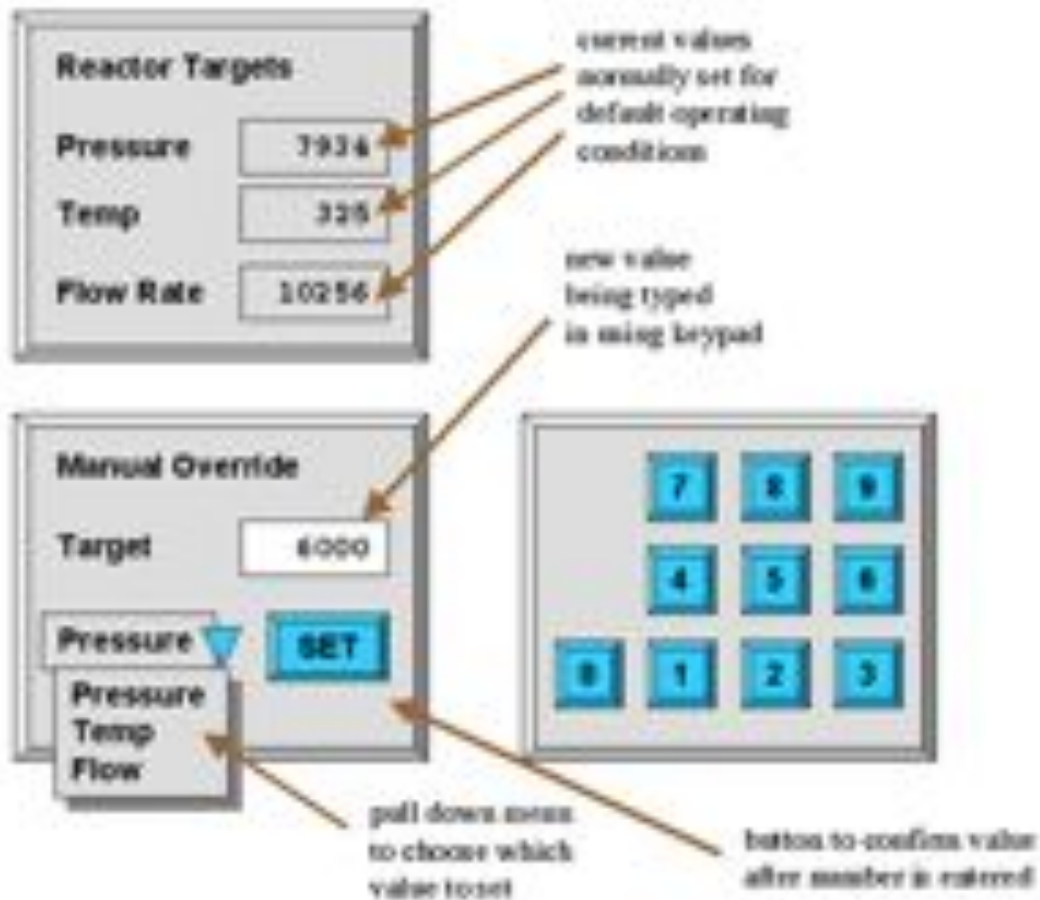 Reactor Targets
Pressure
Temp 325
Flow Rate 10256
current values
normally set for
default operating
conditions
new value
being typed
in using keypad
Manual Override
Target 6000
Pressure SET
Pressure
Temp
Flow
7 8 9
4 5 6
0 1 2 3
pull down menu
to choose which
value to set
button to confirm value
after number is entered